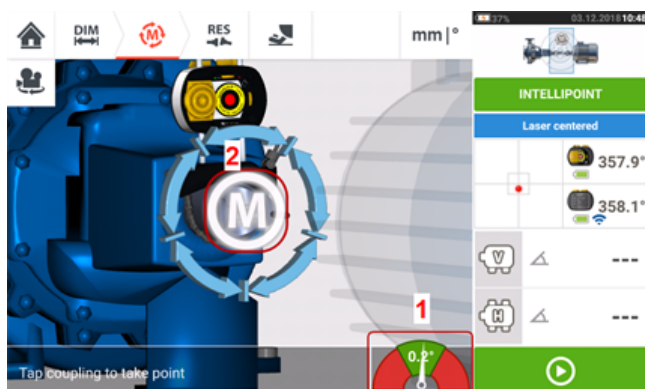 DIM
M
RES
mm|°
37%
03.12.2018 10:48
INTELLIPOINT
Laser centered
357.9°
358.1°
V
---
H
---
2
M
1
0.2°
Tap coupling to take point